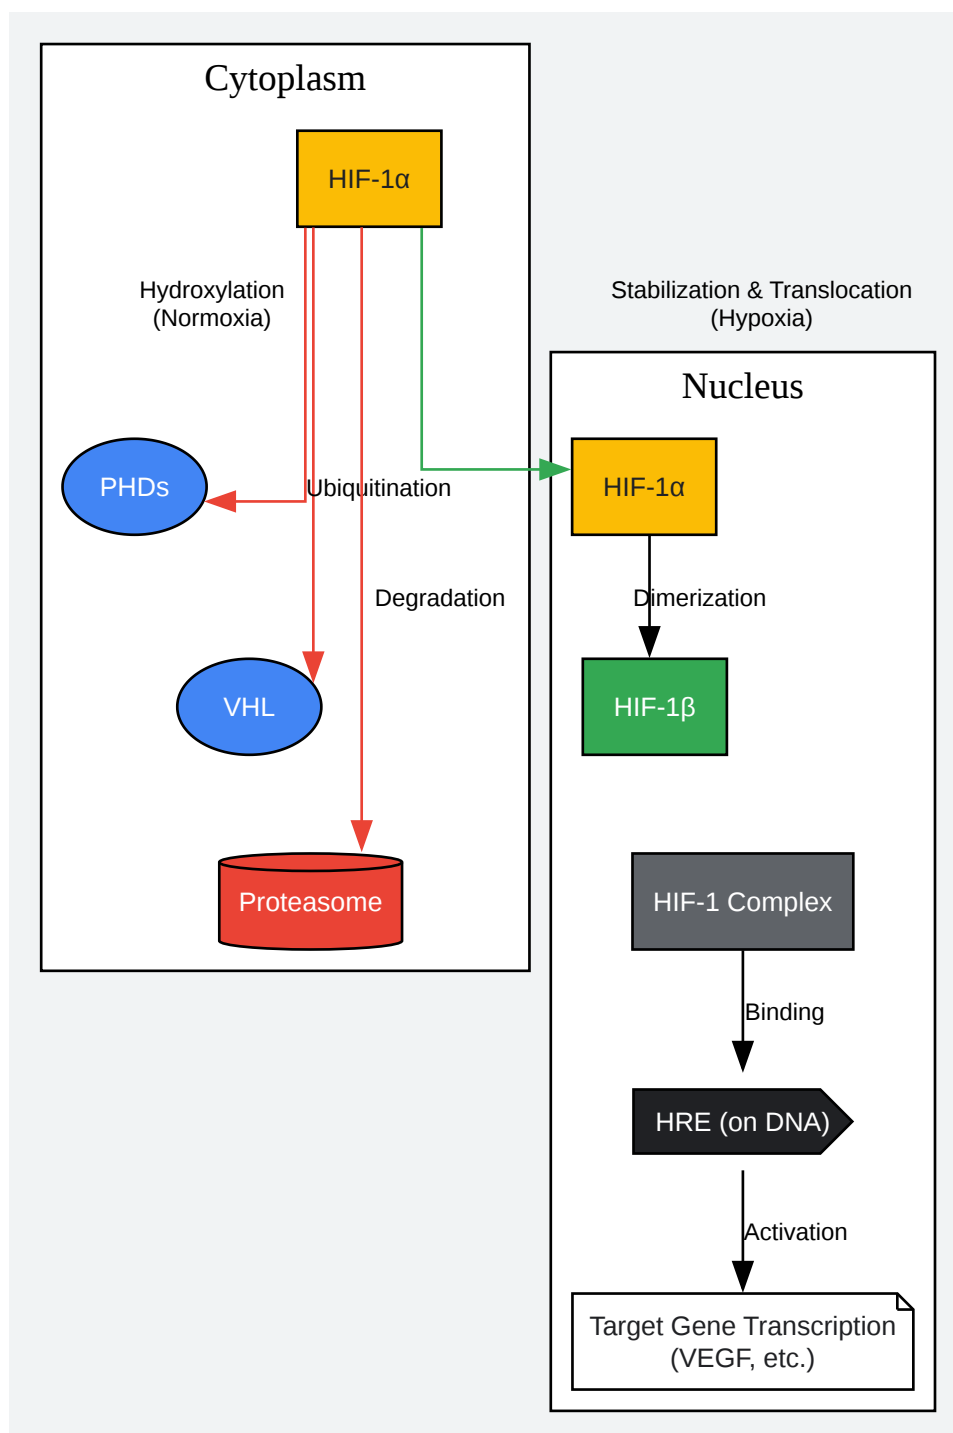 Cytoplasm
HIF-1α
Hydroxylation
(Normoxia)
Stabilization & Translocation
(Hypoxia)
Nucleus
PHDs
Ubiquitination
HIF-1α
Degradation
Dimerization
VHL
HIF-1β
Proteasome
HIF-1 Complex
Binding
HRE (on DNA)
Activation
Target Gene Transcription
(VEGF, etc.)